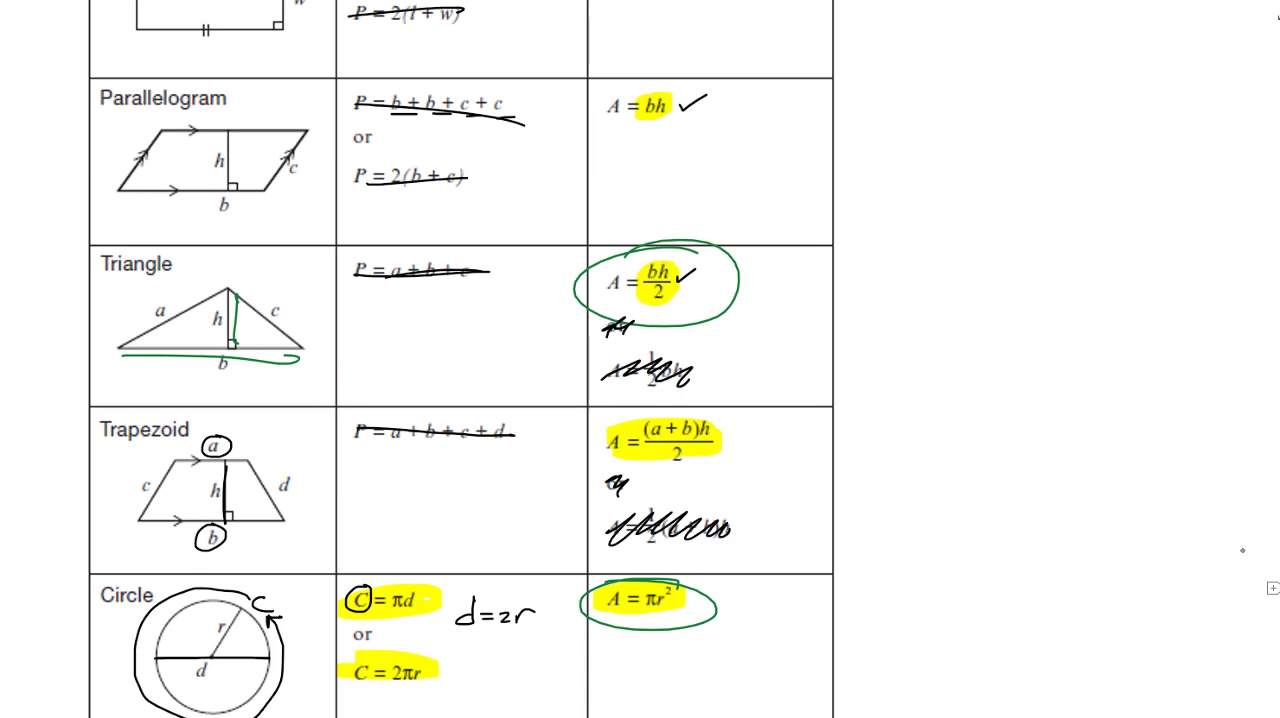 w
P = 2(l + w)
Parallelogram
P = b + b + c + c
A = bh
or
h
c
P = 2(b + c)
b
Triangle
P = a + b + c
A = bh/2
a
h
c
b
Trapezoid
P = a + b + c + d
A = (a + b)h/2
a
c
h
d
b
Circle
C
C = πd
d = 2r
A = πr²
r
or
d
C = 2πr